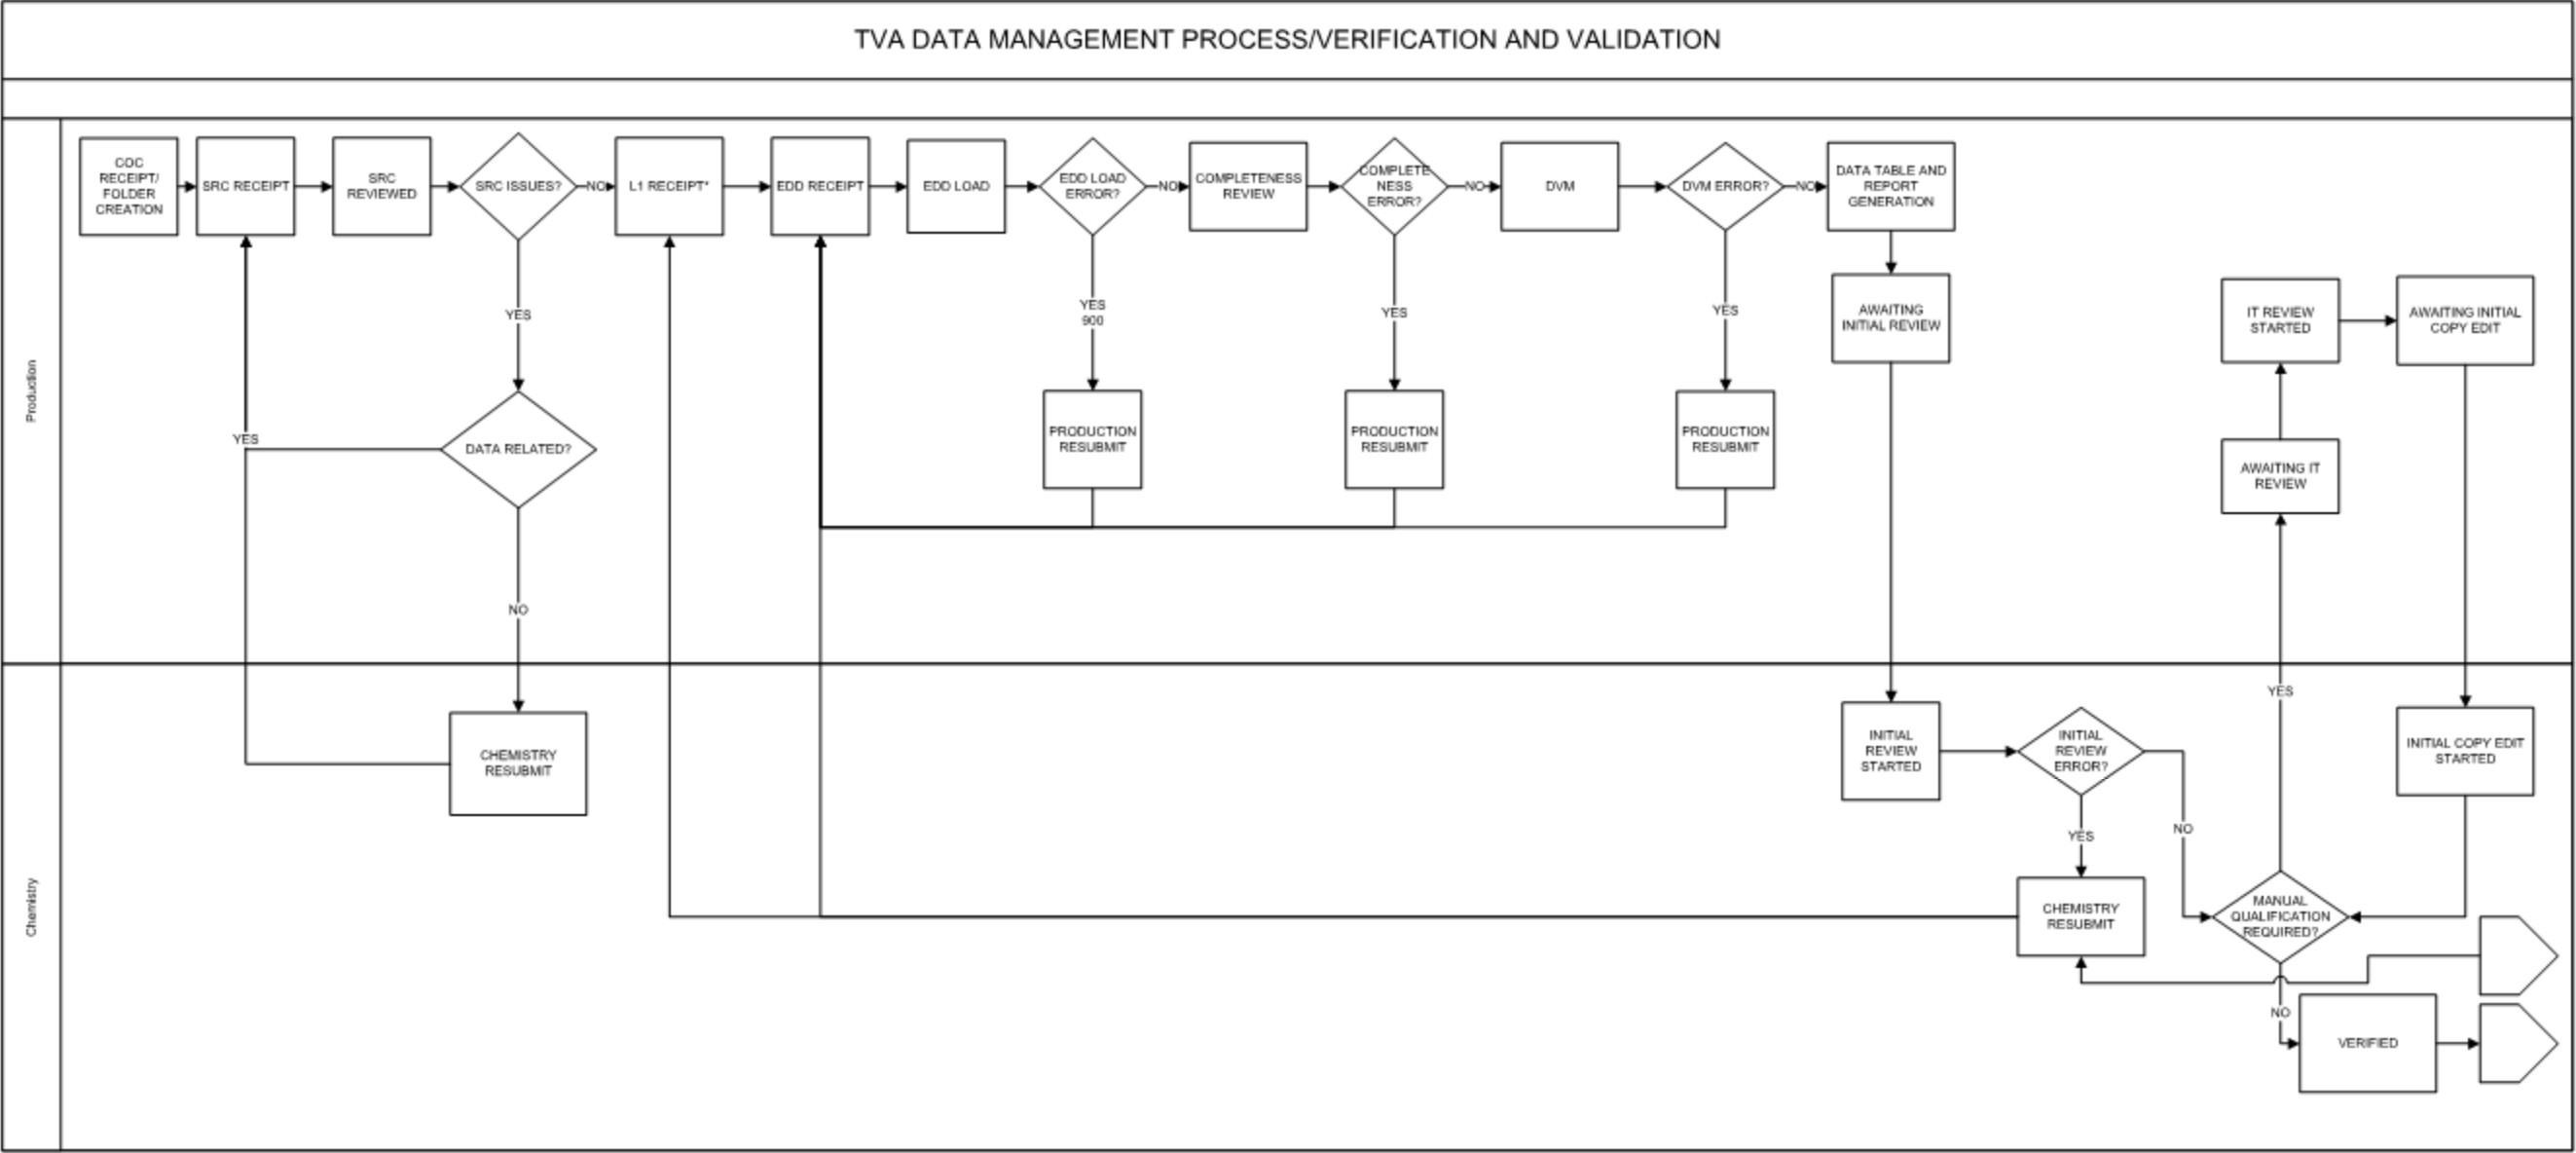 TVA DATA MANAGEMENT PROCESS/VERIFICATION AND VALIDATION
Production
COC
RECEIPT/
FOLDER
CREATION
SRC RECEIPT
SRC
REVIEWED
SRC ISSUES?
NO
L1 RECEIPT*
EDD RECEIPT
EDD LOAD
EDD LOAD
ERROR?
NO
COMPLETENESS
REVIEW
COMPLETE
NESS
ERROR?
NO
DVM
DVM ERROR?
NO
DATA TABLE AND
REPORT
GENERATION
YES
YES
900
YES
YES
AWAITING
INITIAL REVIEW
IT REVIEW
STARTED
AWAITING INITIAL
COPY EDIT
YES
DATA RELATED?
PRODUCTION
RESUBMIT
PRODUCTION
RESUBMIT
PRODUCTION
RESUBMIT
AWAITING IT
REVIEW
NO
Chemistry
YES
CHEMISTRY
RESUBMIT
INITIAL
REVIEW
STARTED
INITIAL
REVIEW
ERROR?
INITIAL COPY EDIT
STARTED
YES
NO
CHEMISTRY
RESUBMIT
MANUAL
QUALIFICATION
REQUIRED?
NO
VERIFIED